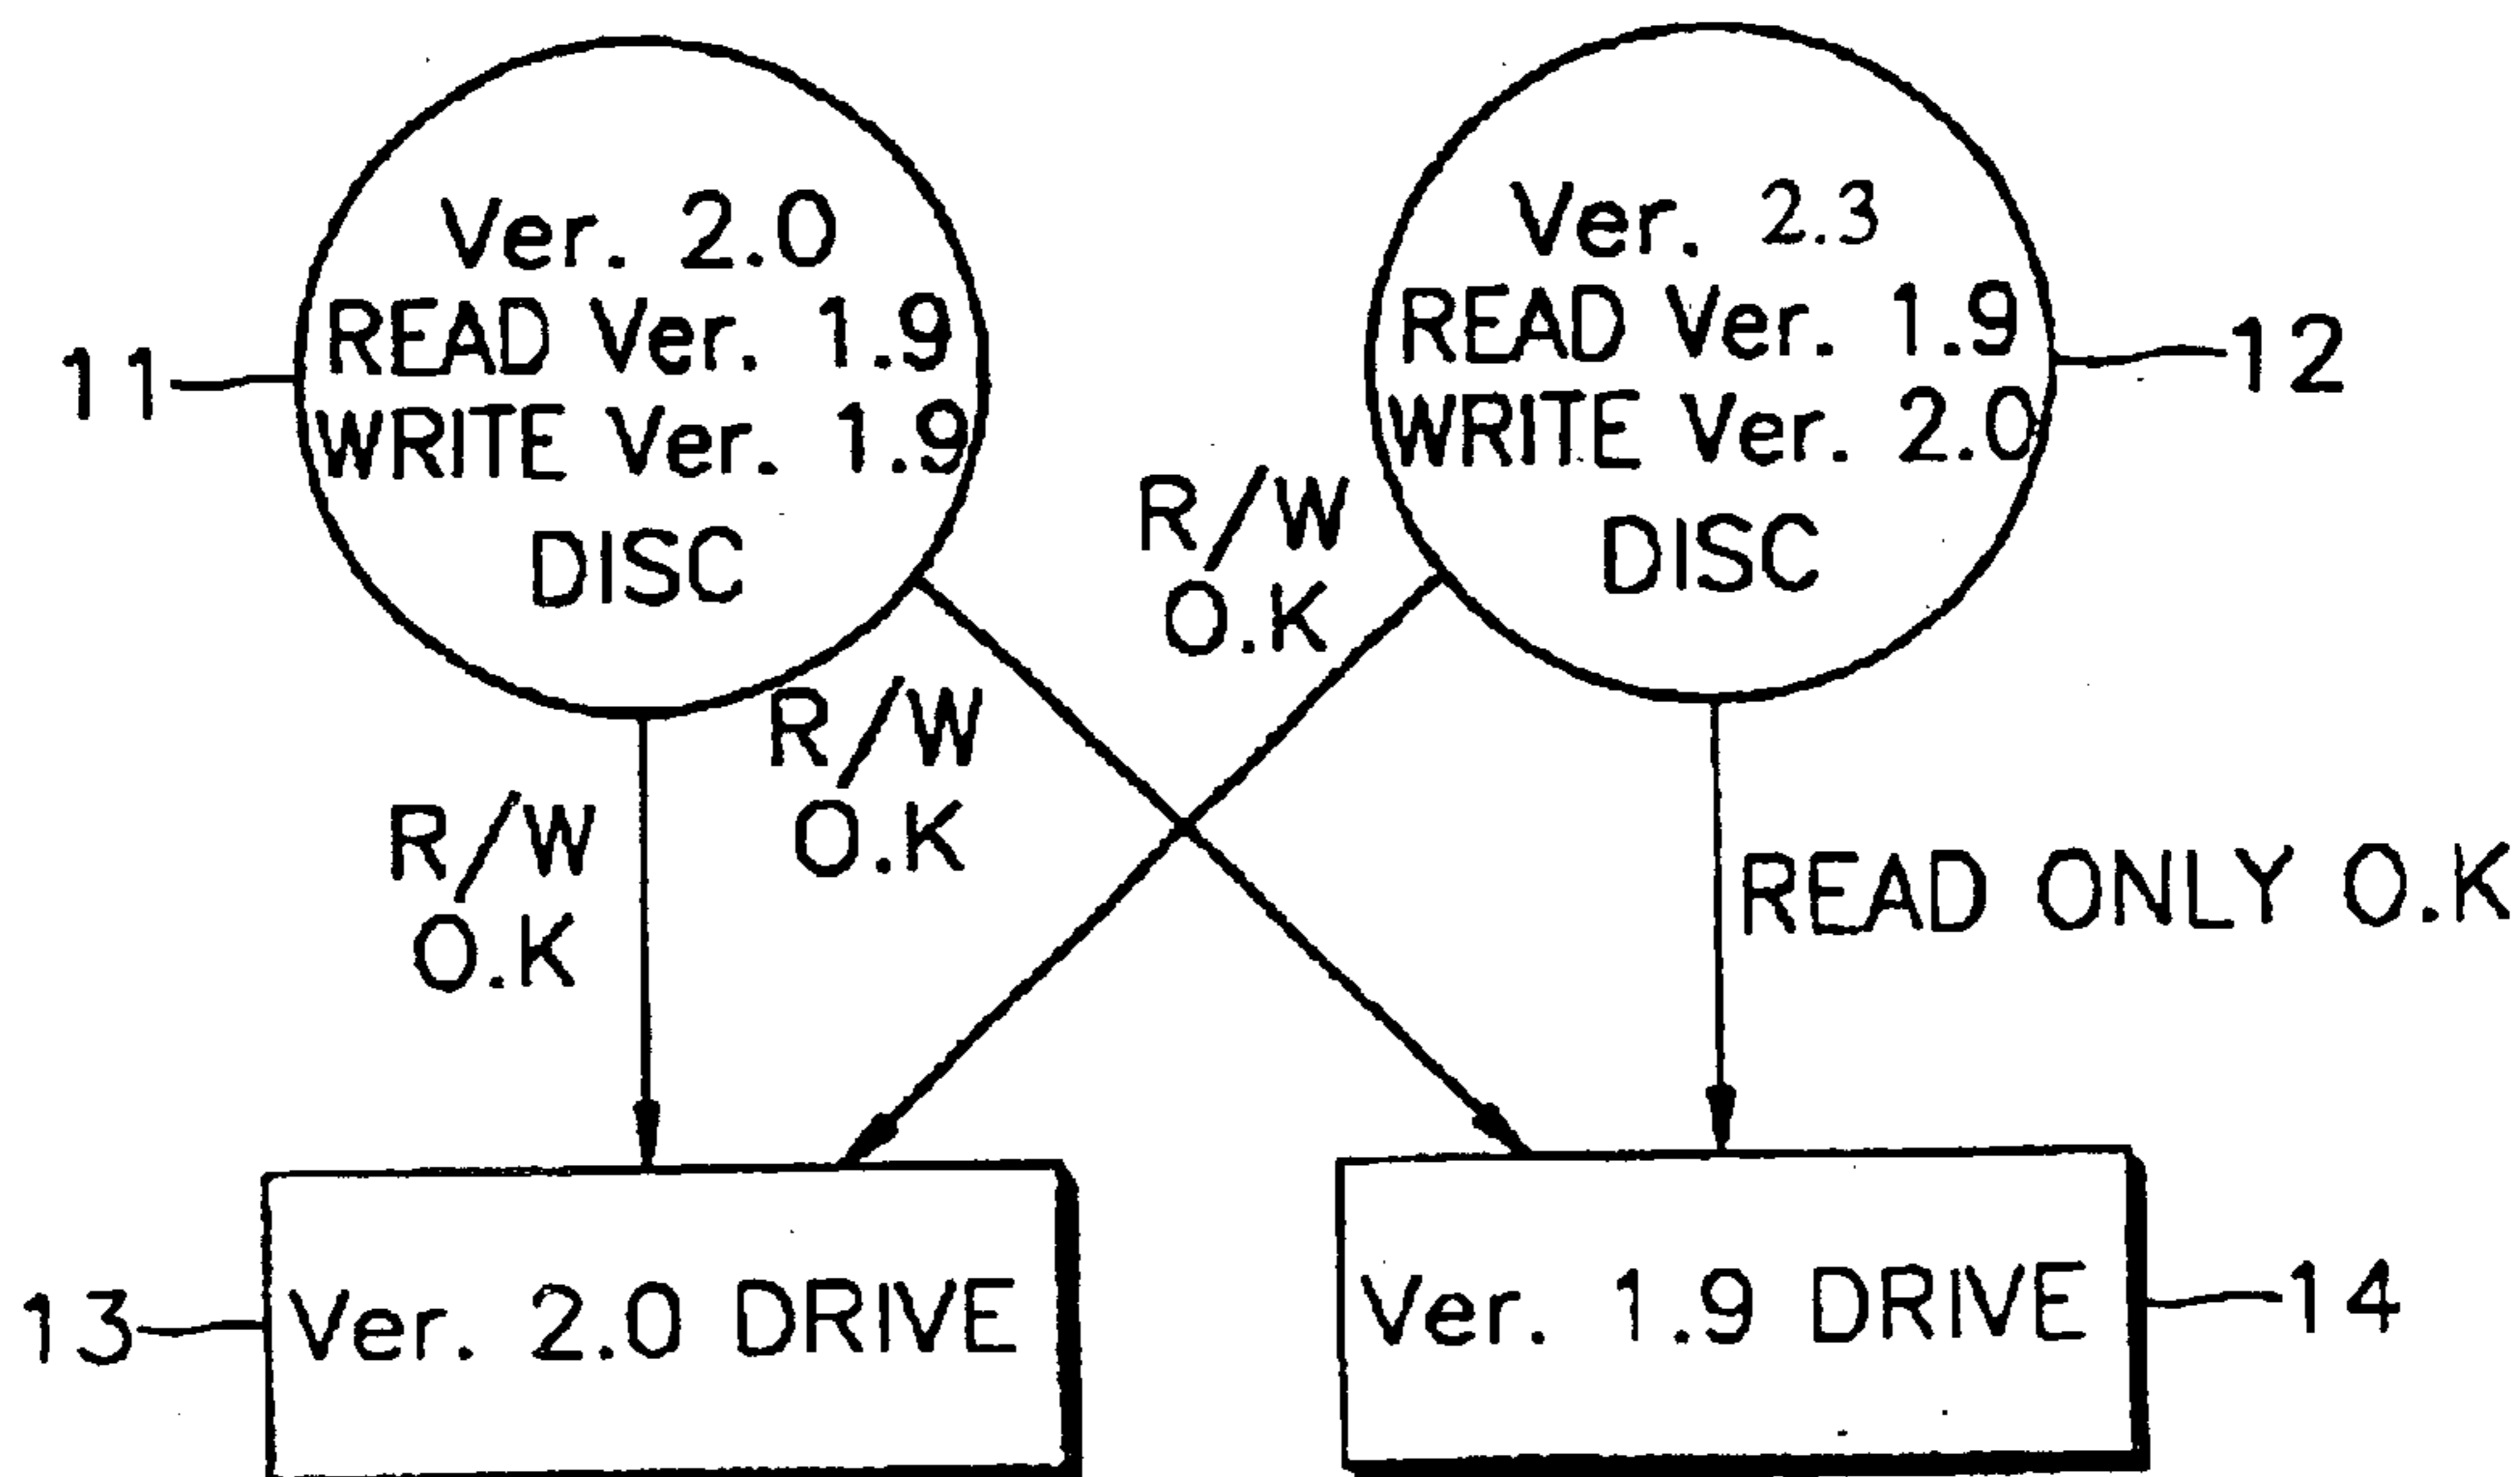 Ver. 2.0
READ Ver. 1.9
WRITE Ver. 1.9
DISC
11
Ver. 2.3
READ Ver. 1.9
WRITE Ver. 2.0
DISC
12
R/W
O.K
R/W
O.K
R/W
O.K
READ ONLY O.K
13
Ver. 2.0 DRIVE
Ver. 1.9 DRIVE
14